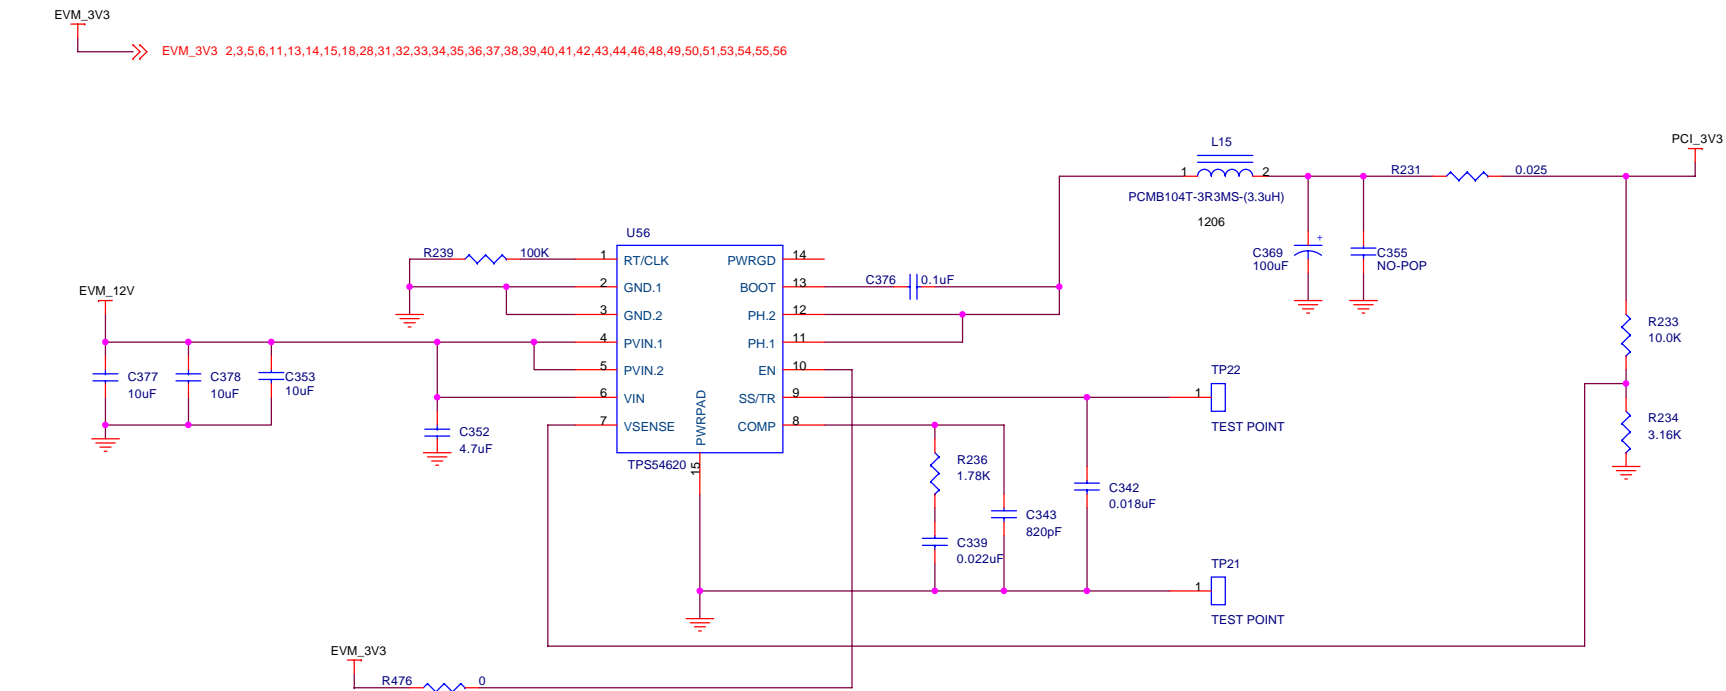 EVM_3V3
EVM_3V3 2,3,5,6,11,13,14,15,18,28,31,32,33,34,35,36,37,38,39,40,41,42,43,44,46,48,49,50,51,53,54,55,56
PCI_3V3
L15
1 2
R231 0.025
PCMB104T-3R3MS-(3.3uH)
1206
U56
C369
100uF
+
C355
NO-POP
R239 100K
1 RT/CLK PWRGD 14
C376 0.1uF
2 GND.1 BOOT 13
EVM_12V
3 GND.2 PH.2 12
R233
10.0K
4 PVIN.1 PH.1 11
5 PVIN.2 EN 10
TP22
C377
10uF
C378
10uF
C353
10uF
6 VIN SS/TR 9
1
TEST POINT
7 VSENSE COMP 8
PWRPAD
R234
3.16K
C352
4.7uF
TPS54620
15
R236
1.78K
C342
0.018uF
C343
820pF
C339
0.022uF
TP21
1
TEST POINT
EVM_3V3
R476 0